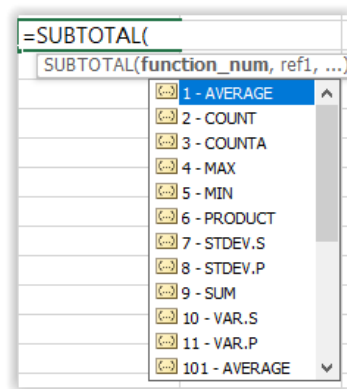 =SUBTOTAL(
SUBTOTAL(function_num, ref1, ...)
(...) 1 - AVERAGE
(...) 2 - COUNT
(...) 3 - COUNTA
(...) 4 - MAX
(...) 5 - MIN
(...) 6 - PRODUCT
(...) 7 - STDEV.S
(...) 8 - STDEV.P
(...) 9 - SUM
(...) 10 - VAR.S
(...) 11 - VAR.P
(...) 101 - AVERAGE